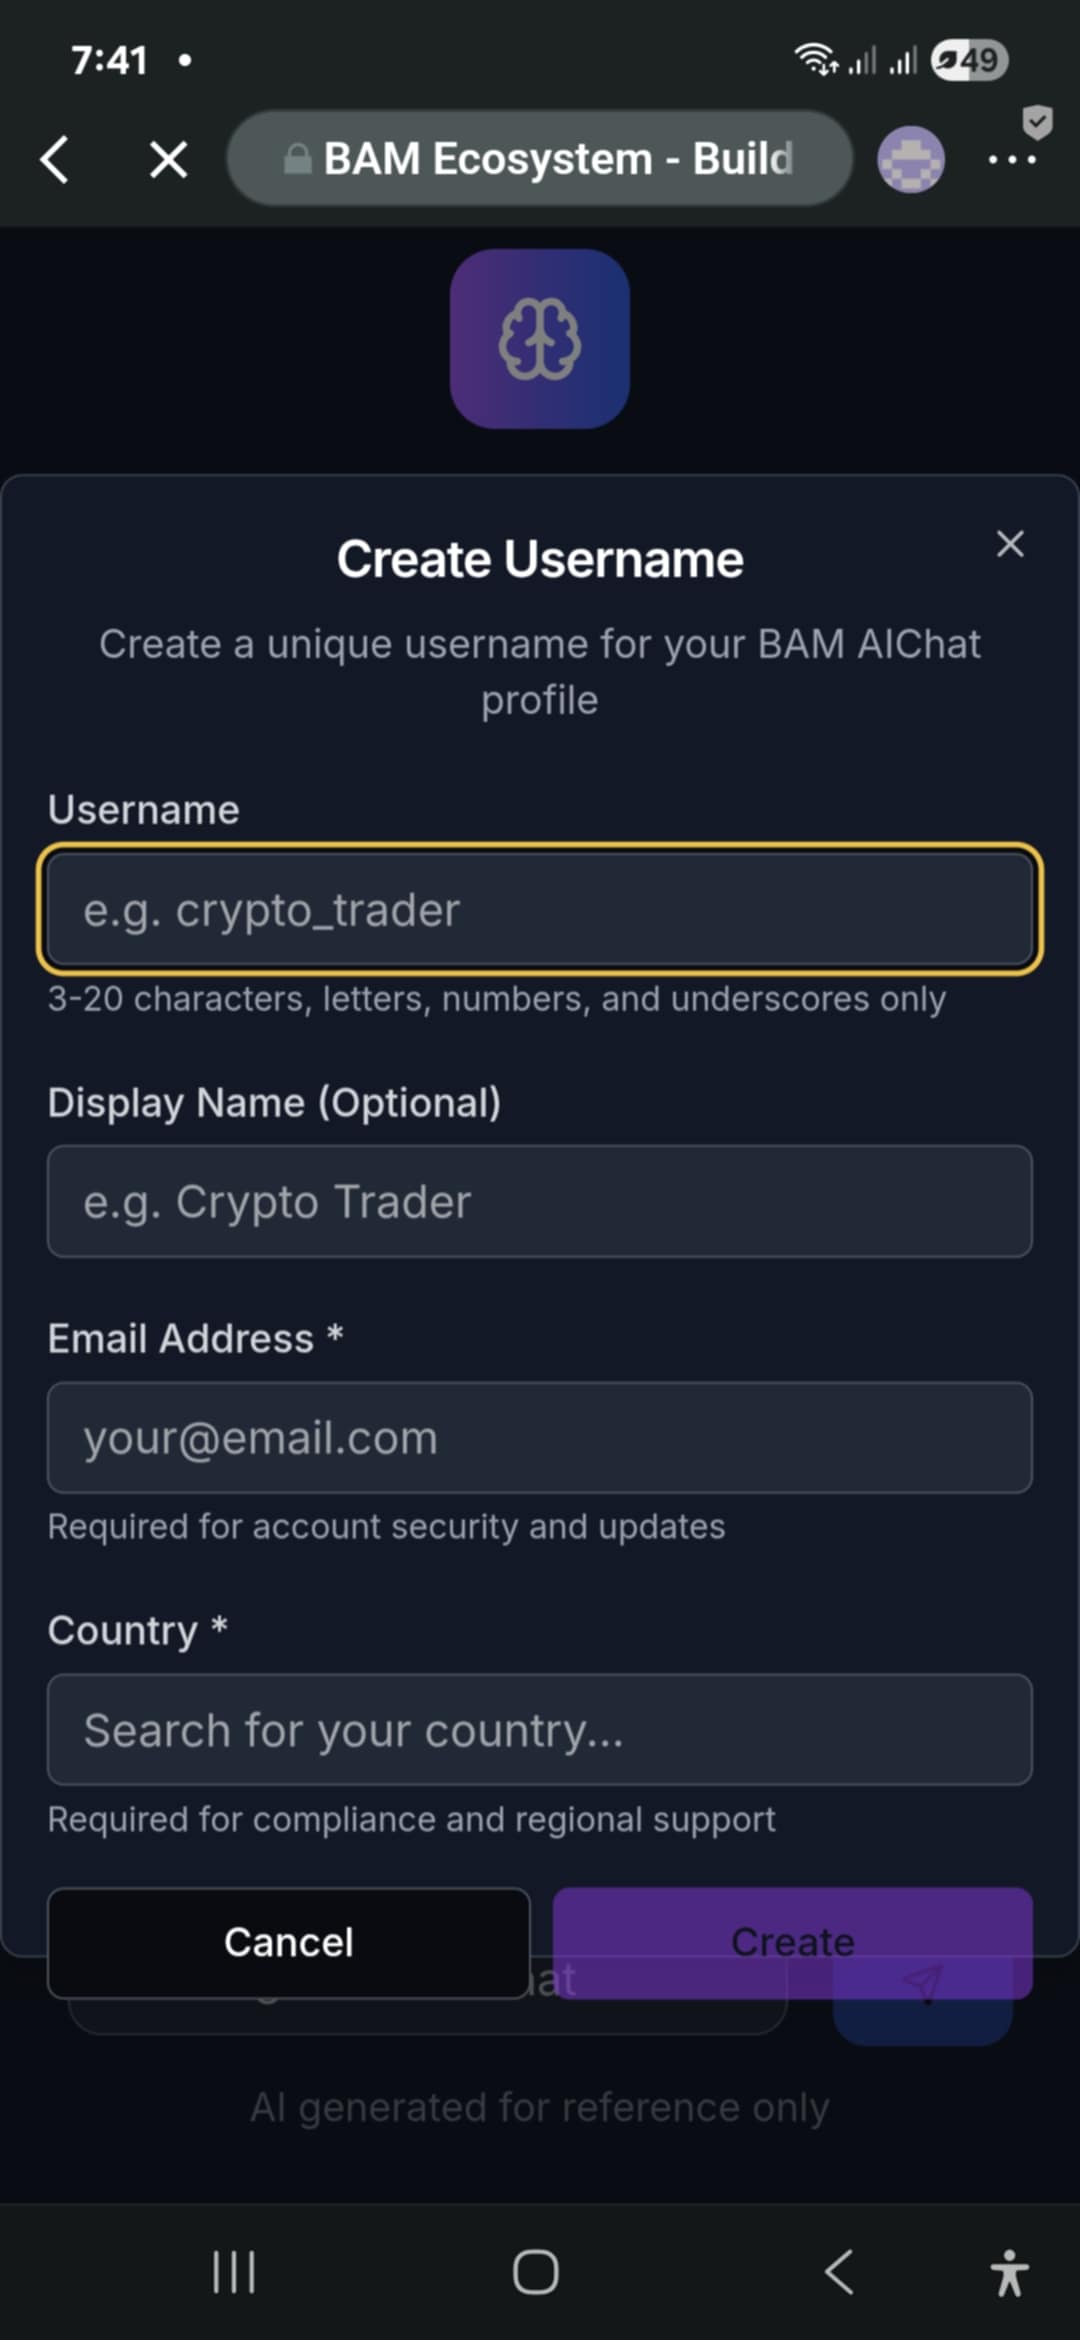 7:41
49
BAM Ecosystem - Build
Create Username
Create a unique username for your BAM AIChat
profile
Username
e.g. crypto_trader
3-20 characters, letters, numbers, and underscores only
Display Name (Optional)
e.g. Crypto Trader
Email Address *
your@email.com
Required for account security and updates
Country *
Search for your country...
Required for compliance and regional support
Cancel
Create
AI generated for reference only